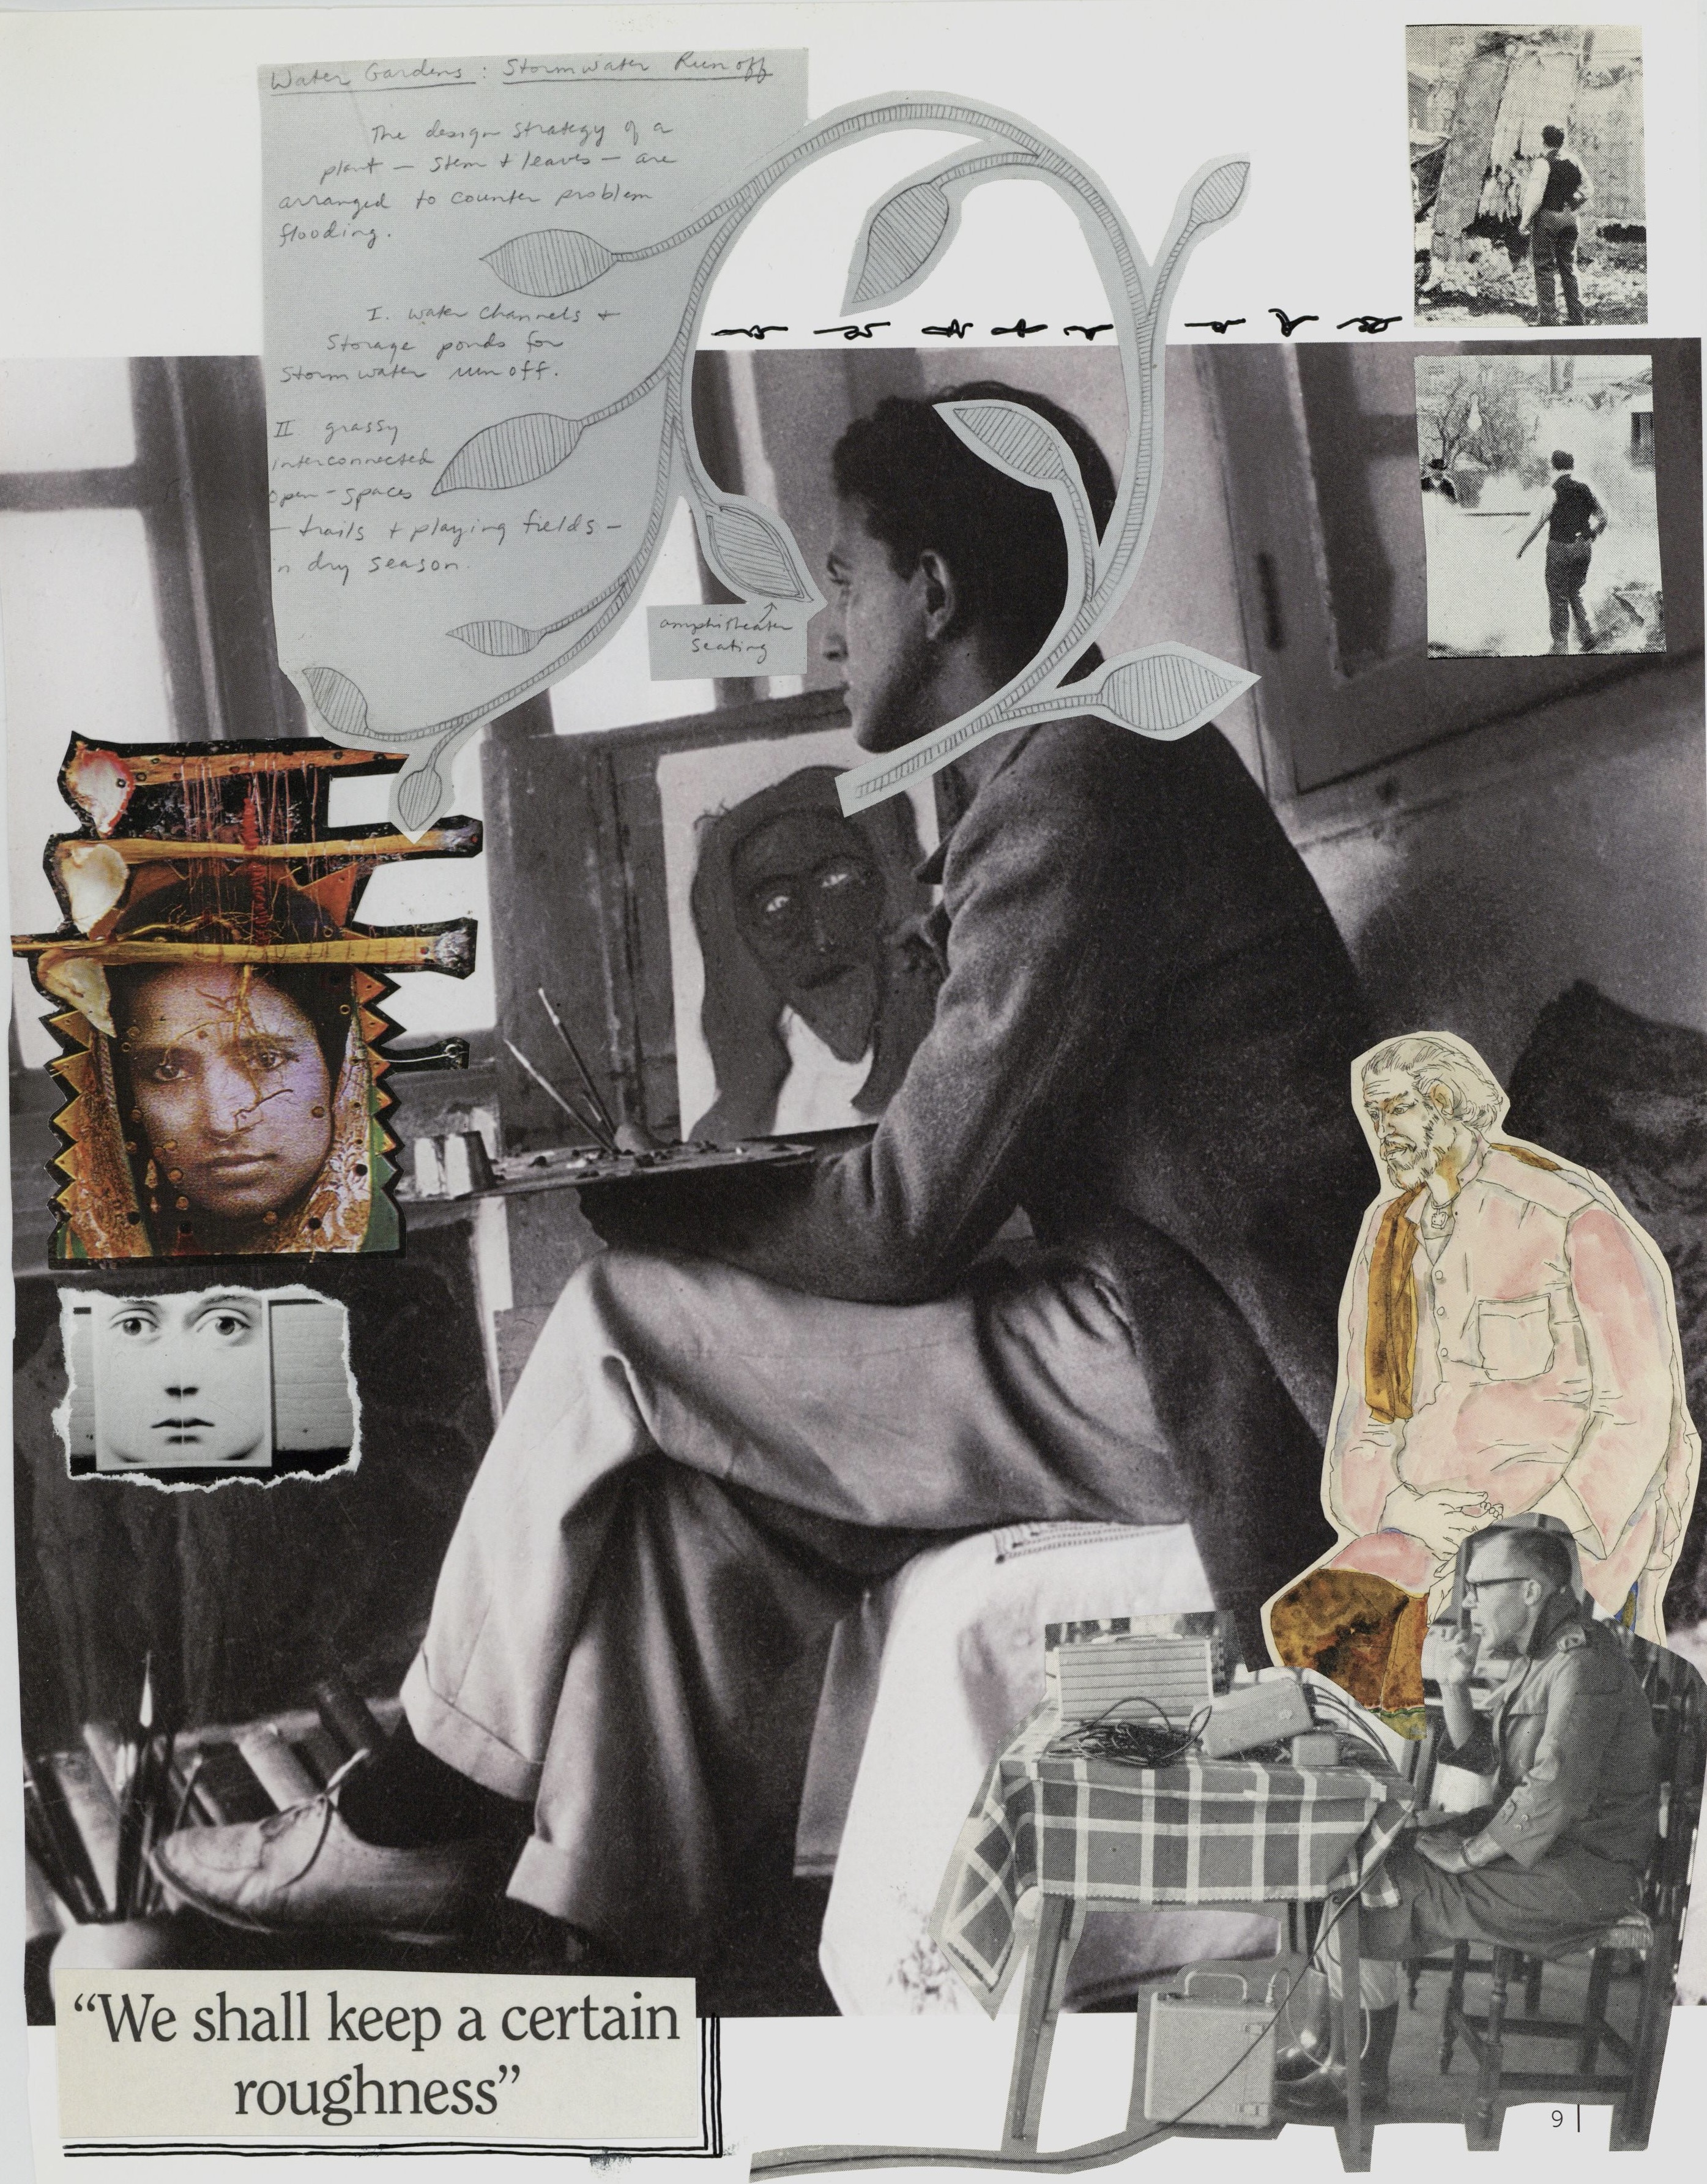 Water Gardens : Stormwater Runoff
The design strategy of a
plant — stem + leaves — are
arranged to counter problem
flooding.
I. water channels +
storage ponds for
stormwater runoff.
II grassy
interconnected
open-spaces
— trails + playing fields —
in dry season.
amphitheater
seating
“We shall keep a certain
roughness”
9